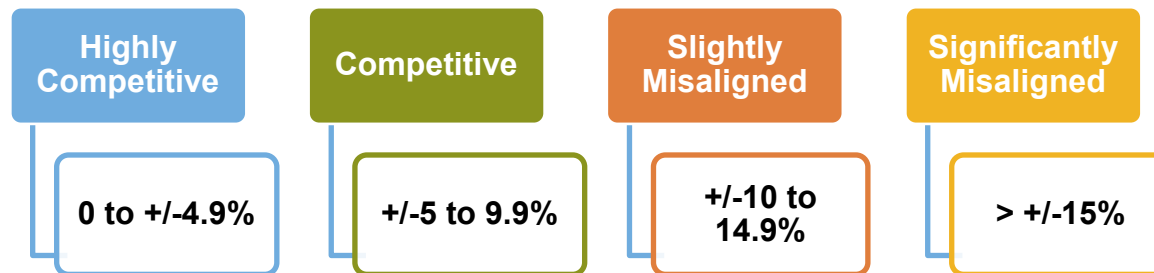 Highly
Competitive
0 to +/-4.9%
Competitive
+/-5 to 9.9%
Slightly
Misaligned
+/-10 to
14.9%
Significantly
Misaligned
> +/-15%